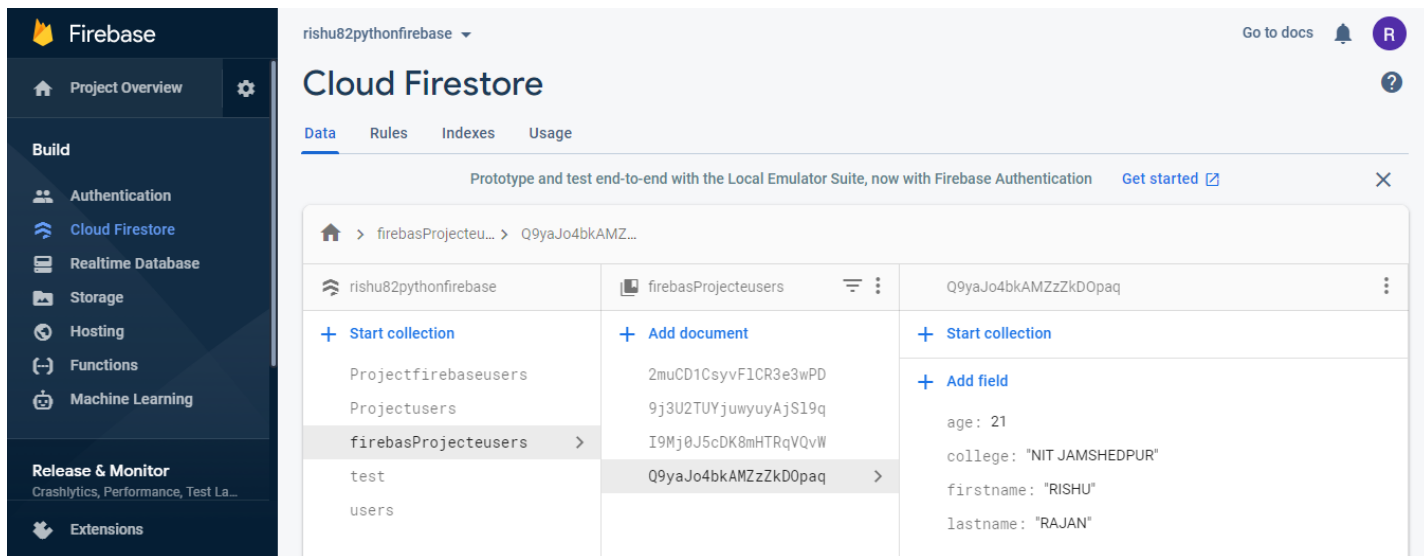 Firebase
Project Overview
Build
Authentication
Cloud Firestore
Realtime Database
Storage
Hosting
Functions
Machine Learning
Release & Monitor
Crashlytics, Performance, Test La...
Extensions
rishu82pythonfirebase
Go to docs
R
Cloud Firestore
?
Data Rules Indexes Usage
Prototype and test end-to-end with the Local Emulator Suite, now with Firebase Authentication Get started
firebasProjecteu... > Q9yaJo4bkAMZ...
rishu82pythonfirebase
+ Start collection
Projectfirebaseusers
Projectusers
firebasProjecteusers
test
users
firebasProjecteusers
+ Add document
2muCD1CsyvFlCR3e3wPD
9j3U2TUYjuwyuyAjSl9q
I9Mj0J5cDK8mHTRqVQvW
Q9yaJo4bkAMZzZkDOpaq
Q9yaJo4bkAMZzZkDOpaq
+ Start collection
+ Add field
age: 21
college: "NIT JAMSHEDPUR"
firstname: "RISHU"
lastname: "RAJAN"